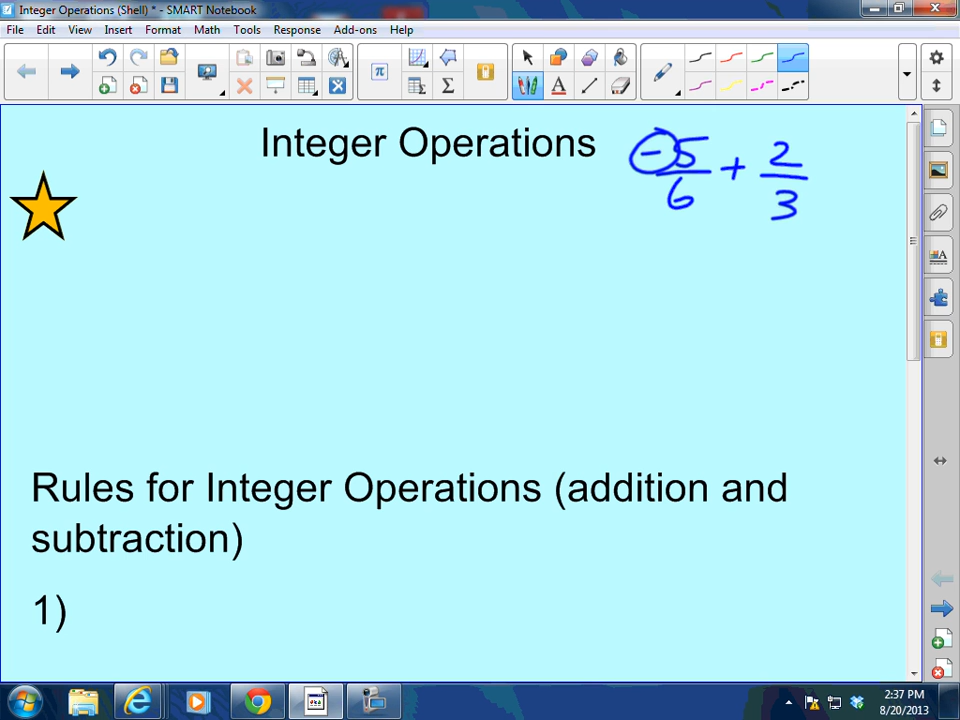 Integer Operations (Shell) * - SMART Notebook
File Edit View Insert Format Math Tools Response Add-ons Help
π Σ A
Integer Operations
-5/6 + 2/3
Rules for Integer Operations (addition and
subtraction)
1)
2:37 PM
8/20/2013